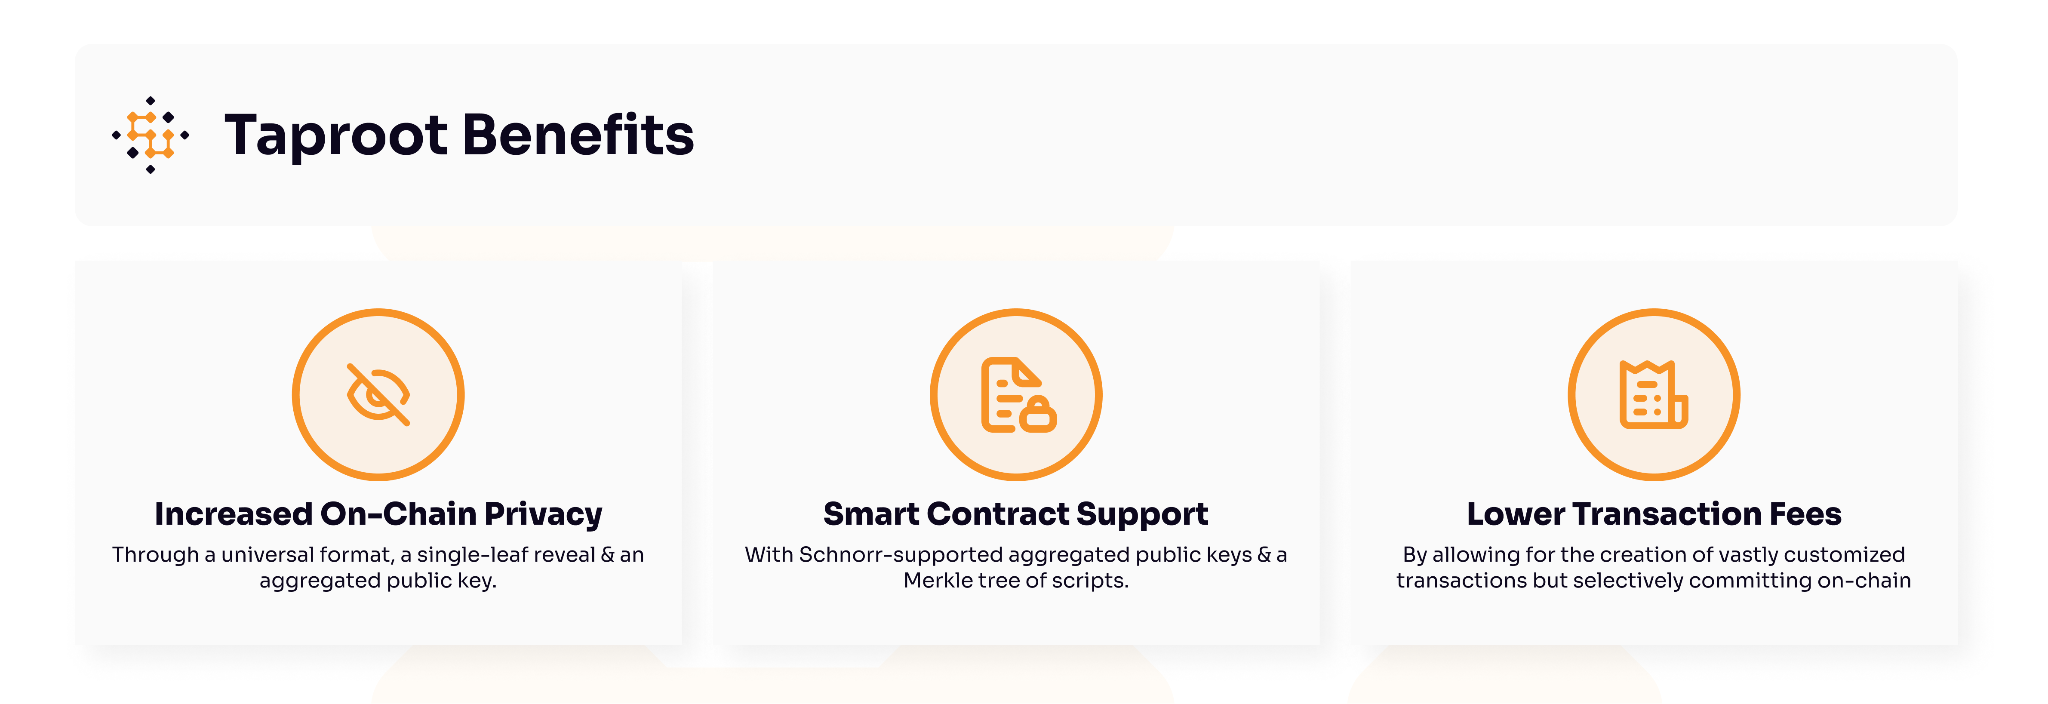 Taproot Benefits
Increased On-Chain Privacy
Through a universal format, a single-leaf reveal & an
aggregated public key.
Smart Contract Support
With Schnorr-supported aggregated public keys & a
Merkle tree of scripts.
Lower Transaction Fees
By allowing for the creation of vastly customized
transactions but selectively committing on-chain